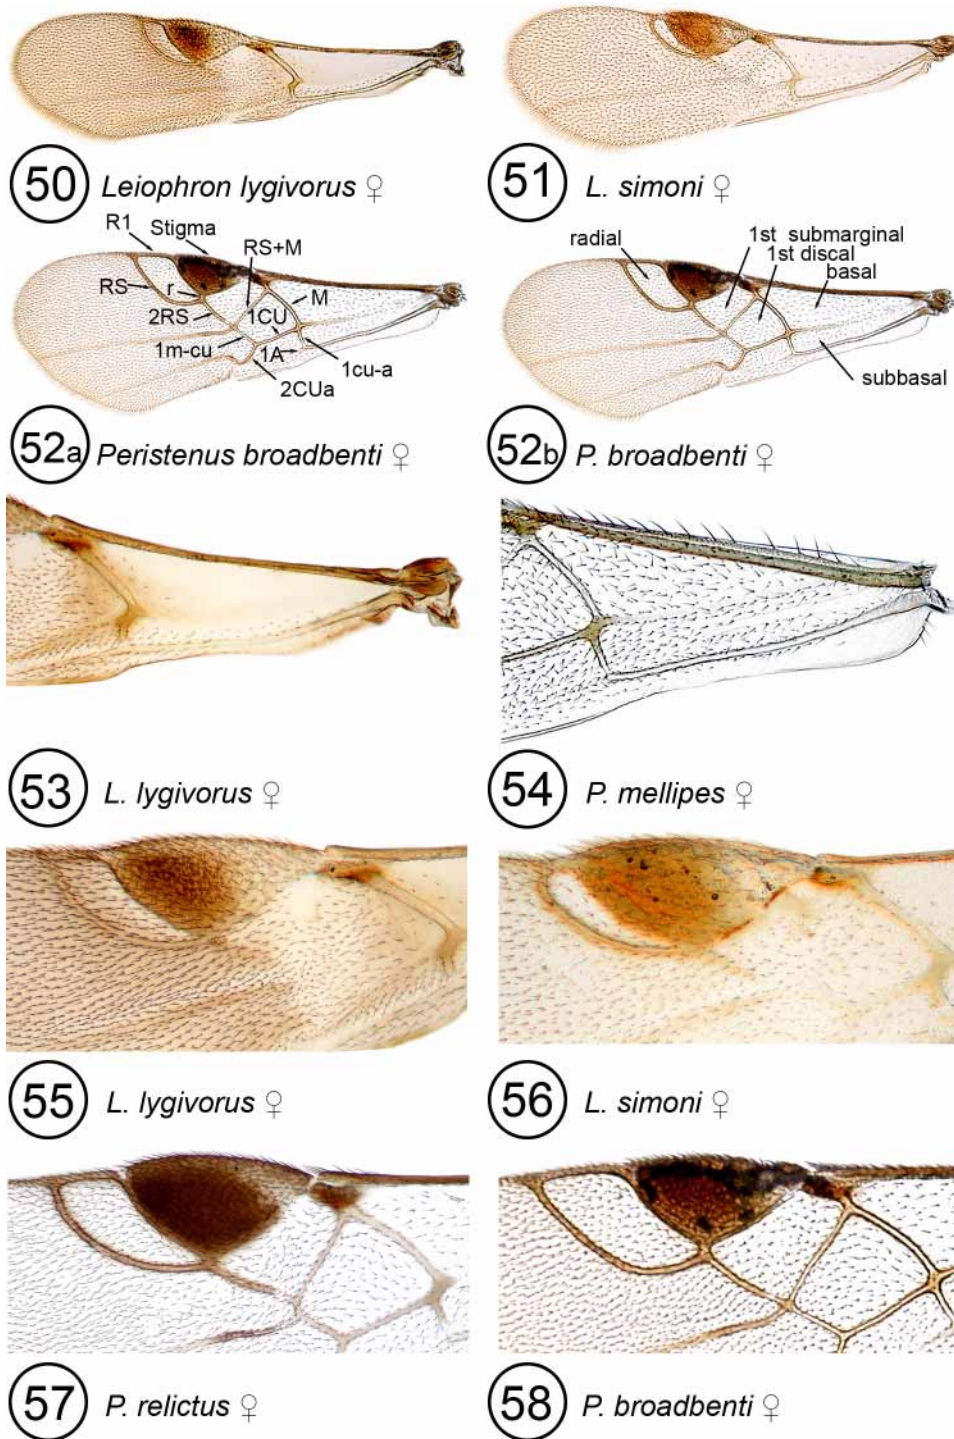 50 Leiophron lygivorus ♀
51 L. simoni ♀
R1
Stigma
RS+M
RS
r
M
2RS
1CU
1m-cu
1A
1cu-a
2CUa
radial
1st submarginal
1st discal
basal
subbasal
52a Peristenus broadbenti ♀
52b P. broadbenti ♀
53 L. lygivorus ♀
54 P. mellipes ♀
55 L. lygivorus ♀
56 L. simoni ♀
57 P. relictus ♀
58 P. broadbenti ♀